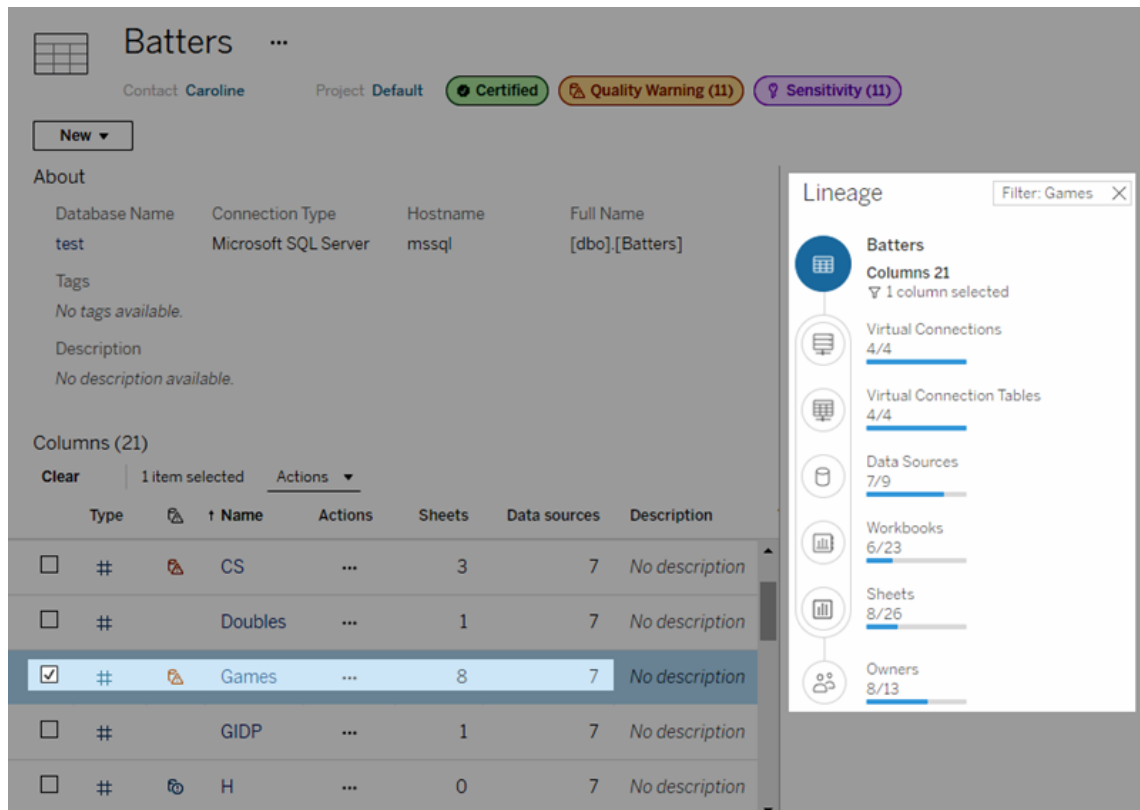 Batters ...
Contact Caroline Project Default Certified Quality Warning (11) Sensitivity (11)
New
About
Database Name Connection Type Hostname Full Name
test Microsoft SQL Server mssql [dbo].[Batters]
Tags
No tags available.
Description
No description available.
Columns (21)
Clear 1 item selected Actions
Type ↑ Name Actions Sheets Data sources Description
# CS ... 3 7 No description
# Doubles ... 1 7 No description
# Games ... 8 7 No description
# GIDP ... 1 7 No description
# H ... 0 7 No description
Lineage Filter: Games
Batters
Columns 21
1 column selected
Virtual Connections
4/4
Virtual Connection Tables
4/4
Data Sources
7/9
Workbooks
6/23
Sheets
8/26
Owners
8/13